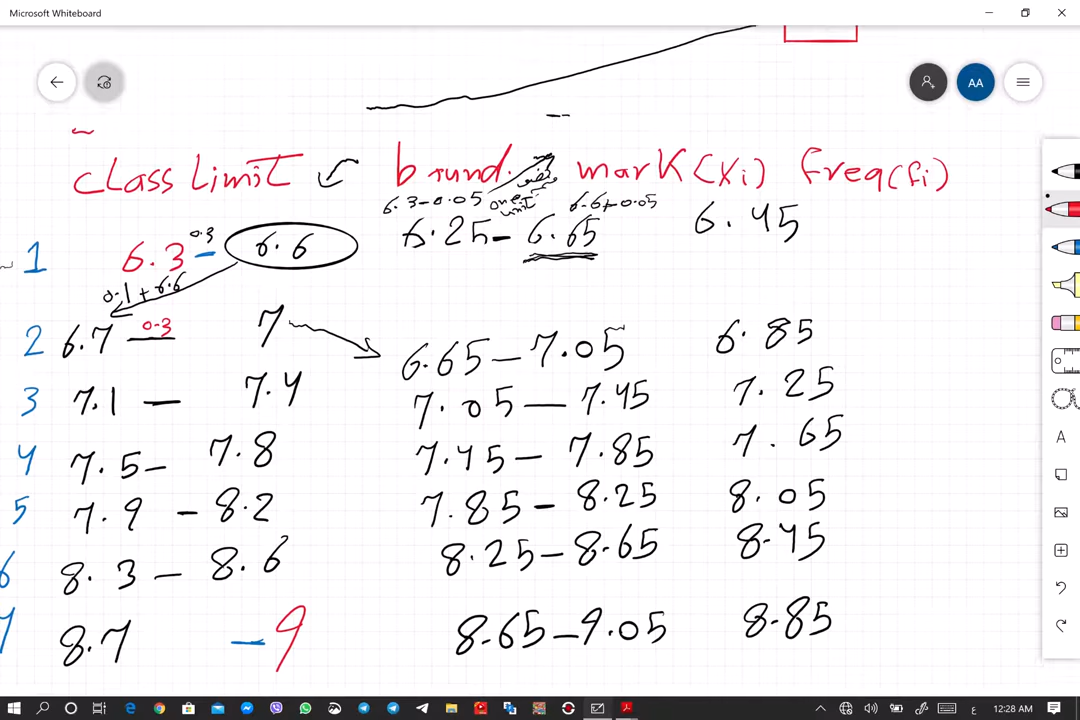 Microsoft Whiteboard
AA
class Limit bound. mark(xi) freq(fi)
6.3-0.05 one limit 6.6+0.05
1 6.3 - 0.3 6.6 6.25 - 6.65 6.45
0.1 + 6.6
2 6.7 0.3 7 6.65 - 7.05 6.85
3 7.1 - 7.4 7.05 - 7.45 7.25
4 7.5 - 7.8 7.45 - 7.85 7.65
5 7.9 - 8.2 7.85 - 8.25 8.05
6 8.3 - 8.6 8.25 - 8.65 8.45
7 8.7 - 9 8.65 - 9.05 8.85
ع 12:28 AM